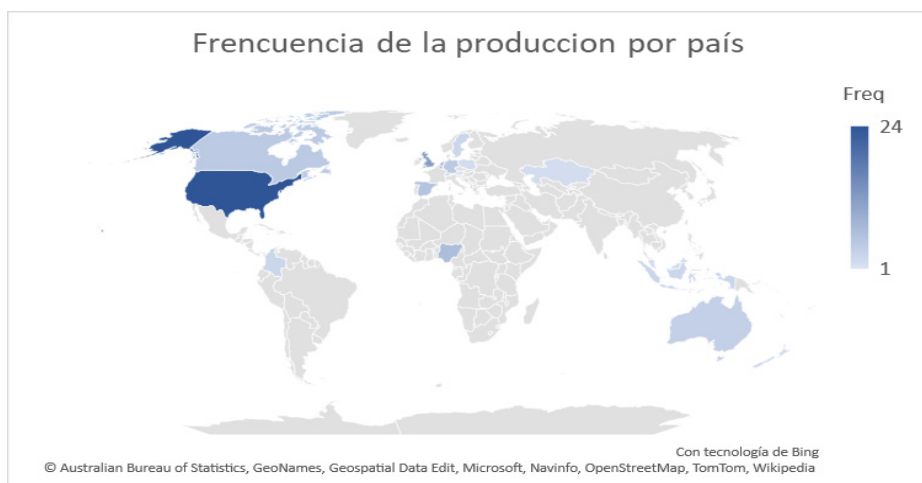 Frencuencia de la produccion por país
Freq
24
1
Con tecnología de Bing
© Australian Bureau of Statistics, GeoNames, Geospatial Data Edit, Microsoft, Navinfo, OpenStreetMap, TomTom, Wikipedia